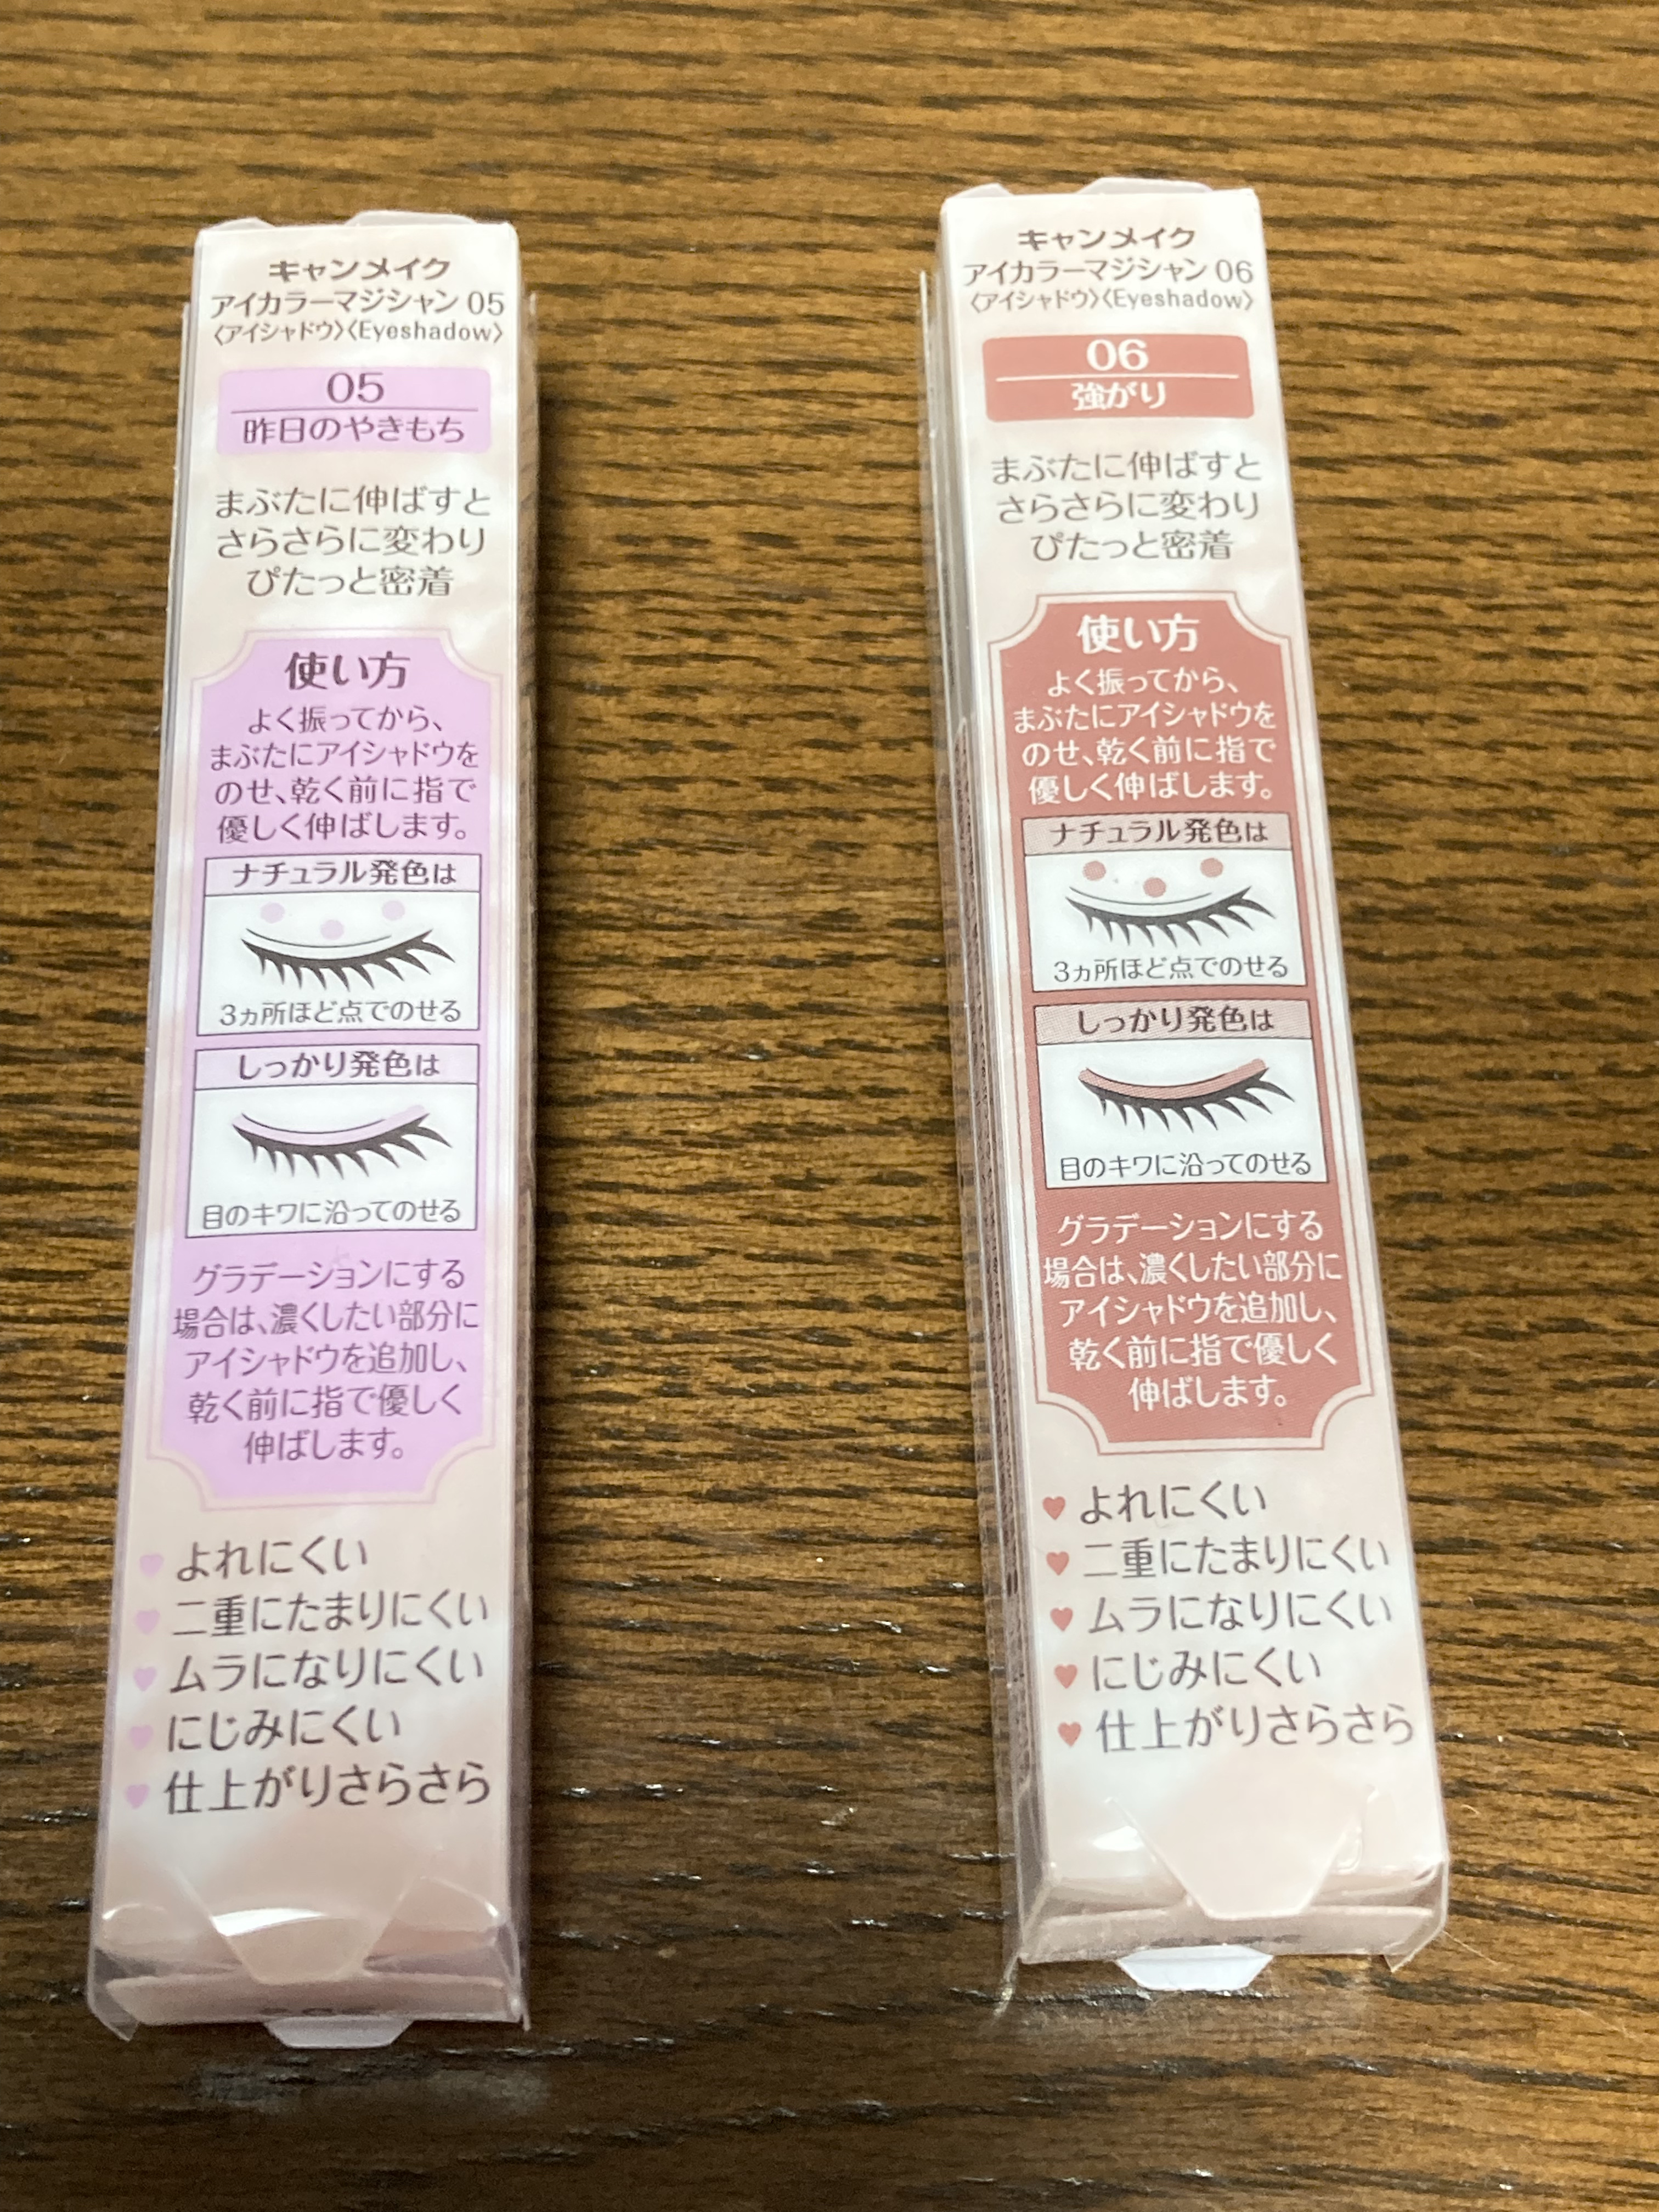 キャンメイク
アイカラーマジシャン 05
〈アイシャドウ〉〈Eyeshadow〉
05
昨日のやきもち
まぶたに伸ばすと
さらさらに変わり
ぴたっと密着
使い方
よく振ってから、
まぶたにアイシャドウを
のせ、乾く前に指で
優しく伸ばします。
ナチュラル発色は
3ヵ所ほど点でのせる
しっかり発色は
目のキワに沿ってのせる
グラデーションにする
場合は、濃くしたい部分に
アイシャドウを追加し、
乾く前に指で優しく
伸ばします。
よれにくい
二重にたまりにくい
ムラになりにくい
にじみにくい
仕上がりさらさら
キャンメイク
アイカラーマジシャン 06
〈アイシャドウ〉〈Eyeshadow〉
06
強がり
まぶたに伸ばすと
さらさらに変わり
ぴたっと密着
使い方
よく振ってから、
まぶたにアイシャドウを
のせ、乾く前に指で
優しく伸ばします。
ナチュラル発色は
3ヵ所ほど点でのせる
しっかり発色は
目のキワに沿ってのせる
グラデーションにする
場合は、濃くしたい部分に
アイシャドウを追加し、
乾く前に指で優しく
伸ばします。
よれにくい
二重にたまりにくい
ムラになりにくい
にじみにくい
仕上がりさらさら